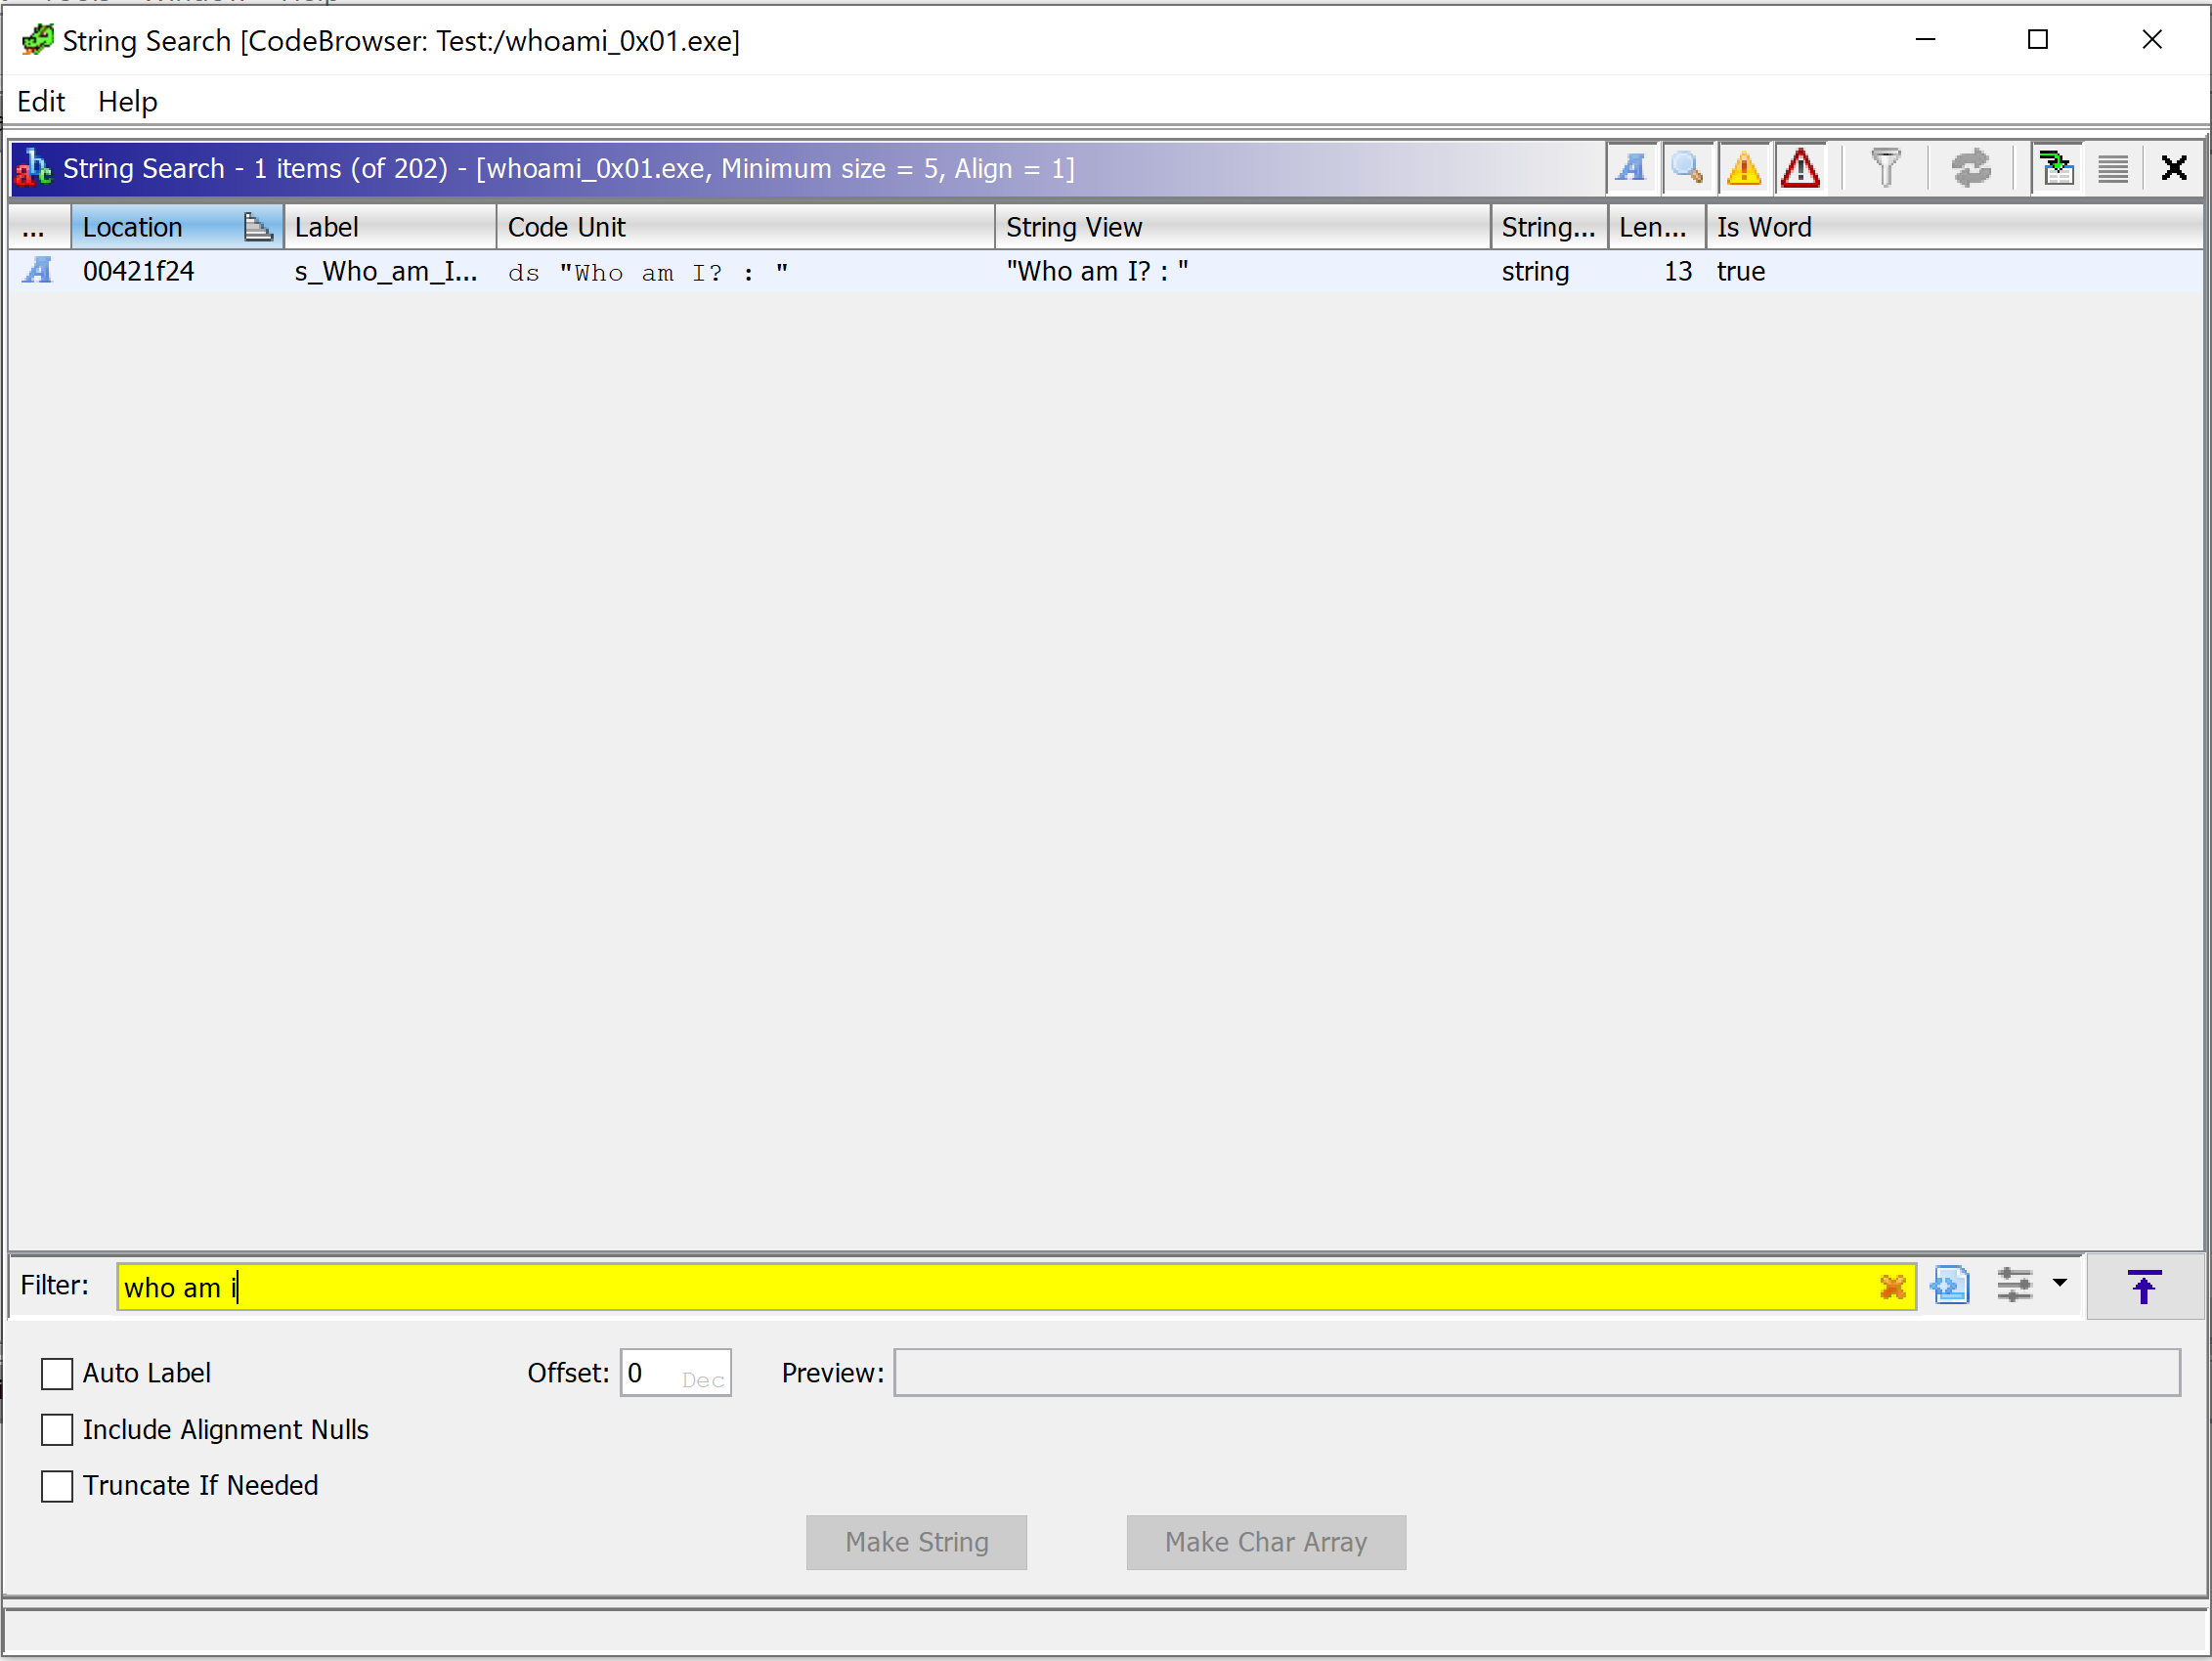 String Search [CodeBrowser: Test:/whoami_0x01.exe]
Edit Help
String Search - 1 items (of 202) - [whoami_0x01.exe, Minimum size = 5, Align = 1]
... Location Label Code Unit String View String... Len... Is Word
00421f24 s_Who_am_I... ds "Who am I? : " "Who am I? : " string 13 true
Filter: who am i
Auto Label Offset: 0 Dec Preview:
Include Alignment Nulls
Truncate If Needed
Make String Make Char Array